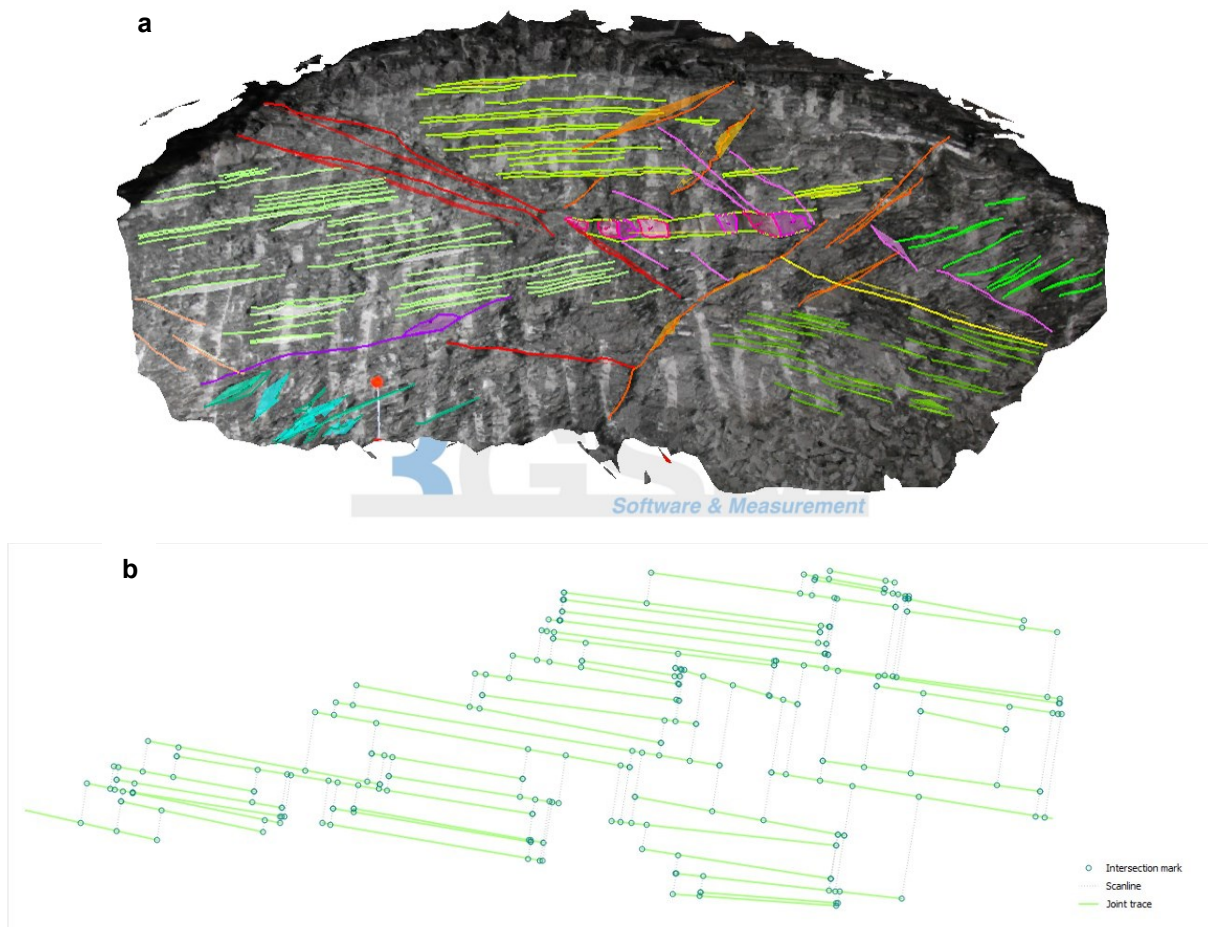 a
Software & Measurement
b
Intersection mark
Scanline
Joint trace